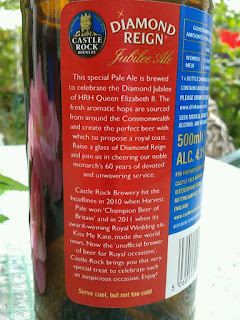 CASTLE
ROCK
BREWERY
DIAMOND
REIGN
Jubilee Ale
This special Pale Ale is brewed
to celebrate the Diamond Jubilee
of HRH Queen Elizabeth II. The
fresh aromatic hops are sourced
from around the Commonwealth
and create the perfect beer with
which to propose a royal toast.
Raise a glass of Diamond Reign
and join us in cheering our noble
monarch's 60 years of devoted
and unwavering service.
Castle Rock Brewery hit the
headlines in 2010 when Harvest
Pale won 'Champion Beer of
Britain' and in 2011 when its
award-winning Royal Wedding ale,
Kiss Me Kate, made the world
news. Now the 'unofficial brewer
of beer for Royal occasions',
Castle Rock brings you this very
special treat to celebrate such
an auspicious occasion. Enjoy!
Serve cool, but not too cold
WOMEN
MEN
500ml
ALC. 4.